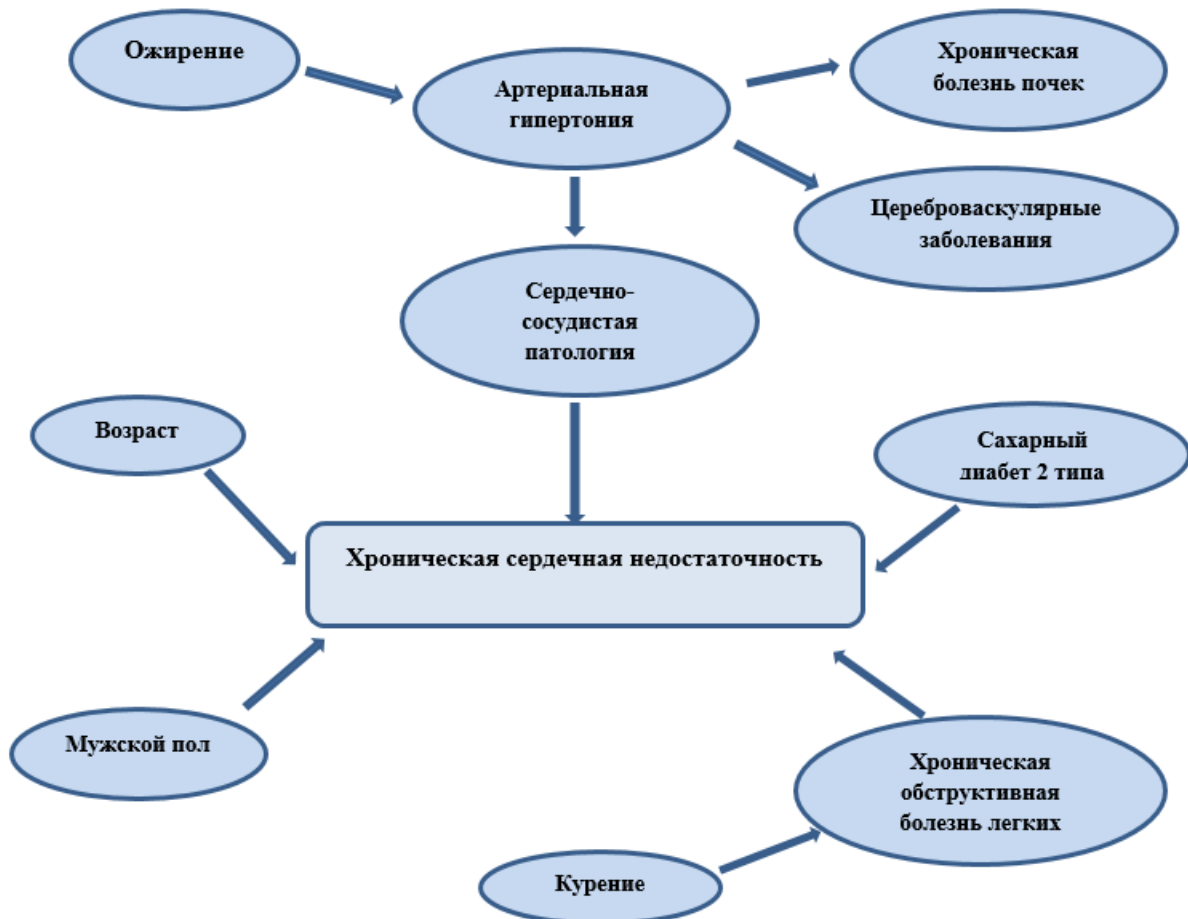 Ожирение
Артериальная
гипертония
Хроническая
болезнь почек
Цереброваскулярные
заболевания
Сердечно-
сосудистая
патология
Возраст
Сахарный
диабет 2 типа
Хроническая сердечная недостаточность
Мужской пол
Хроническая
обструктивная
болезнь легких
Курение